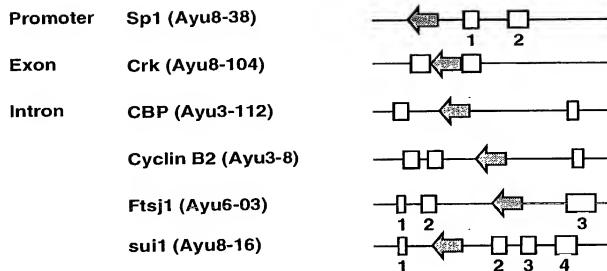 Promoter Sp1 (Ayu8-38)
1 2
Exon Crk (Ayu8-104)
Intron CBP (Ayu3-112)
Cyclin B2 (Ayu3-8)
Ftsj1 (Ayu6-03)
1 2 3
sui1 (Ayu8-16)
1 2 3 4